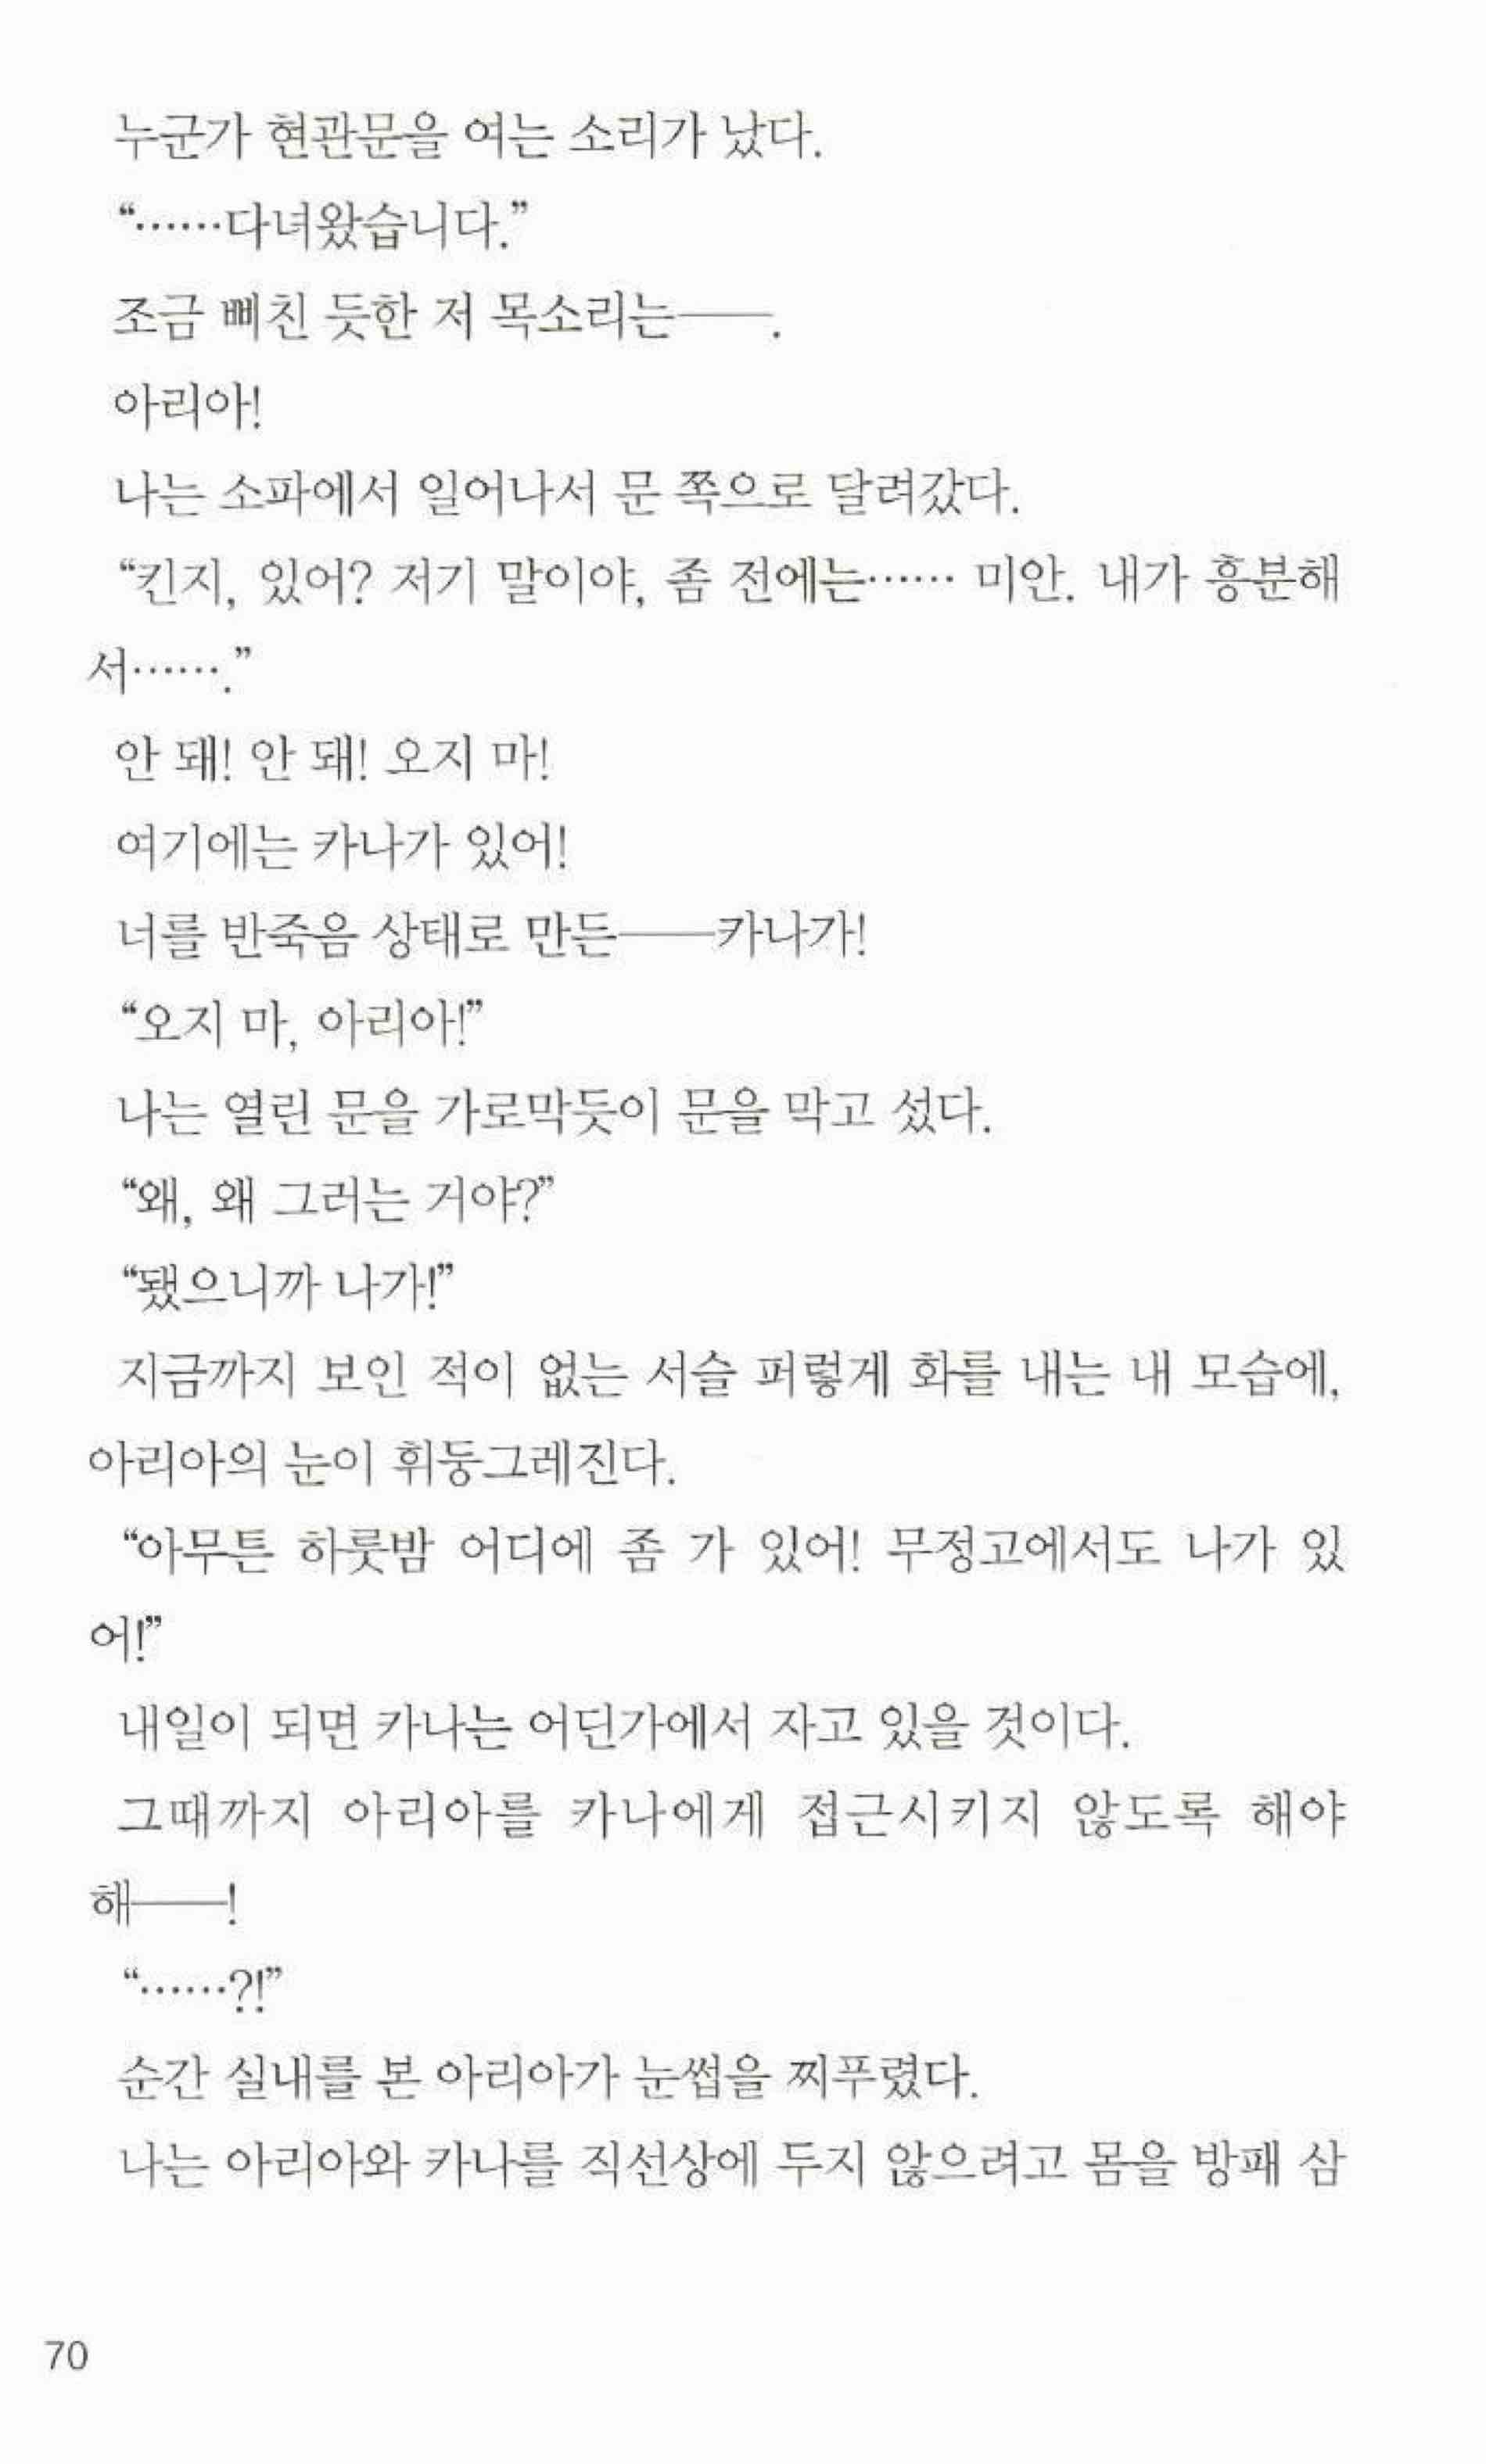 누군가 현관문을 여는 소리가 났다.
“……다녀왔습니다.”
조금 삐친 듯한 저 목소리는――.
아리아!
나는 소파에서 일어나서 문 쪽으로 달려갔다.
“킨지, 있어? 저기 말이야, 좀 전에는…… 미안. 내가 흥분해
서…….”
안 돼! 안 돼! 오지 마!
여기에는 카나가 있어!
너를 반죽음 상태로 만든――카나가!
“오지 마, 아리아!”
나는 열린 문을 가로막듯이 문을 막고 섰다.
“왜, 왜 그러는 거야?”
“됐으니까 나가!”
지금까지 보인 적이 없는 서슬 퍼렇게 화를 내는 내 모습에,
아리아의 눈이 휘둥그레진다.
“아무튼 하룻밤 어디에 좀 가 있어! 무정고에서도 나가 있
어!”
내일이 되면 카나는 어딘가에서 자고 있을 것이다.
그때까지 아리아를 카나에게 접근시키지 않도록 해야
해――!
“……?!”
순간 실내를 본 아리아가 눈썹을 찌푸렸다.
나는 아리아와 카나를 직선상에 두지 않으려고 몸을 방패 삼
70